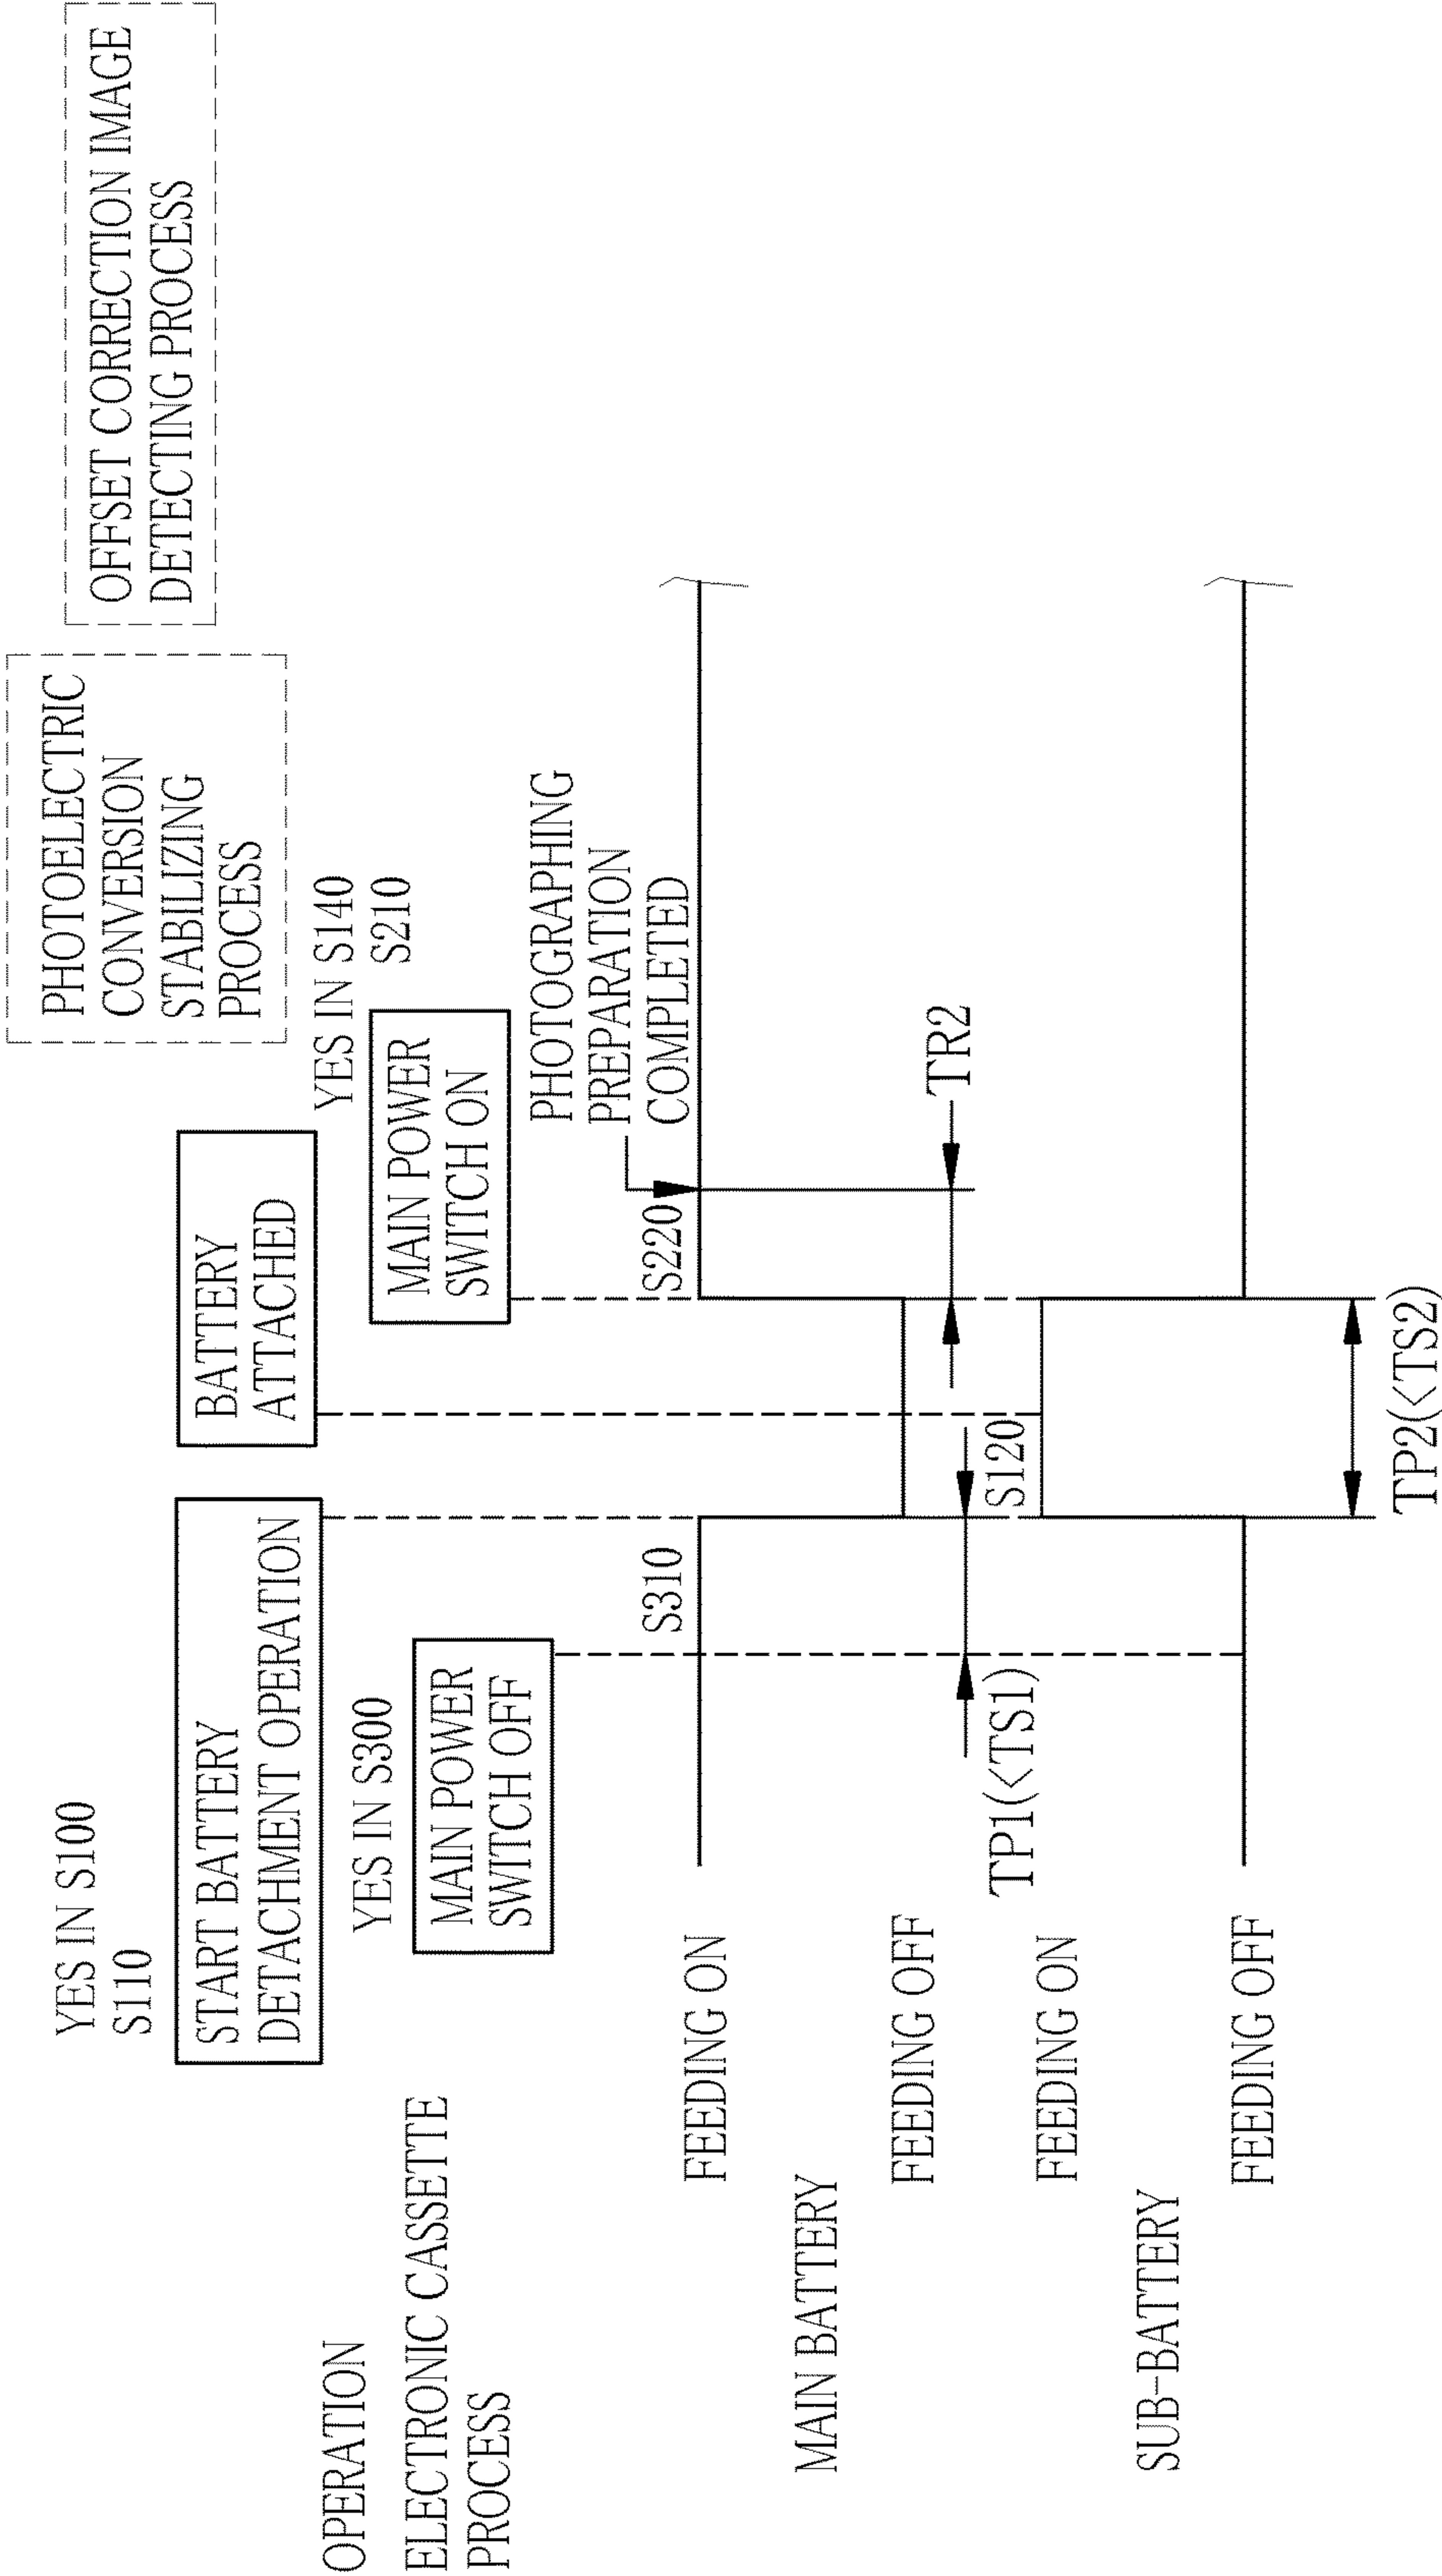 YES IN S100
S110
START BATTERY
DETACHMENT OPERATION
BATTERY
ATTACHED
PHOTOELECTRIC
CONVERSION
STABILIZING
PROCESS
OFFSET CORRECTION IMAGE
DETECTING PROCESS
OPERATION
YES IN S300
MAIN POWER
SWITCH OFF
YES IN S140
S210
MAIN POWER
SWITCH ON
ELECTRONIC CASSETTE
PROCESS
PHOTOGRAPHING
PREPARATION
COMPLETED
S310
S220
FEEDING ON
MAIN BATTERY
FEEDING OFF
TR2
TP1(<TS1)
S120
FEEDING ON
SUB-BATTERY
FEEDING OFF
TP2(<TS2)